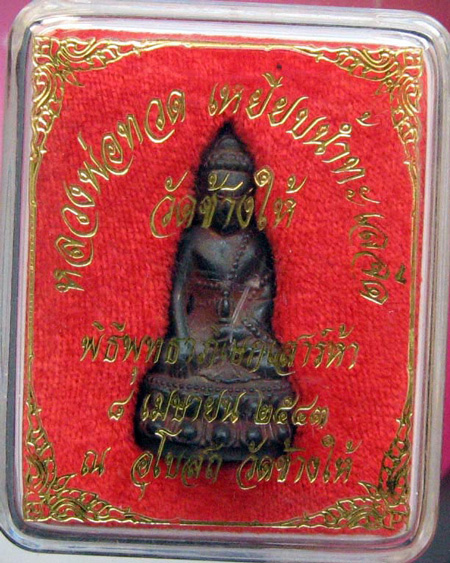 หลวงพ่อทวด เหยียบน้ำทะเลจืด
วัดช้างให้
พิธีพุทธาภิเษกเสาร์ห้า
๘ เมษายน ๒๕๔๓
ณ อุโบสถ วัดช้างให้